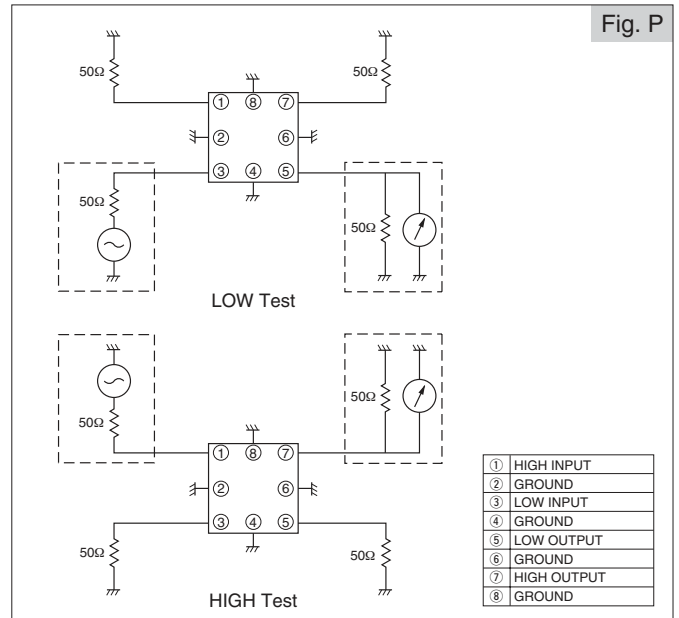 Fig. P
50Ω
50Ω
① ⑧ ⑦
② ⑥
③ ④ ⑤
50Ω
50Ω
LOW Test
50Ω
50Ω
① ⑧ ⑦
② ⑥
③ ④ ⑤
50Ω
50Ω
HIGH Test
① HIGH INPUT
② GROUND
③ LOW INPUT
④ GROUND
⑤ LOW OUTPUT
⑥ GROUND
⑦ HIGH OUTPUT
⑧ GROUND